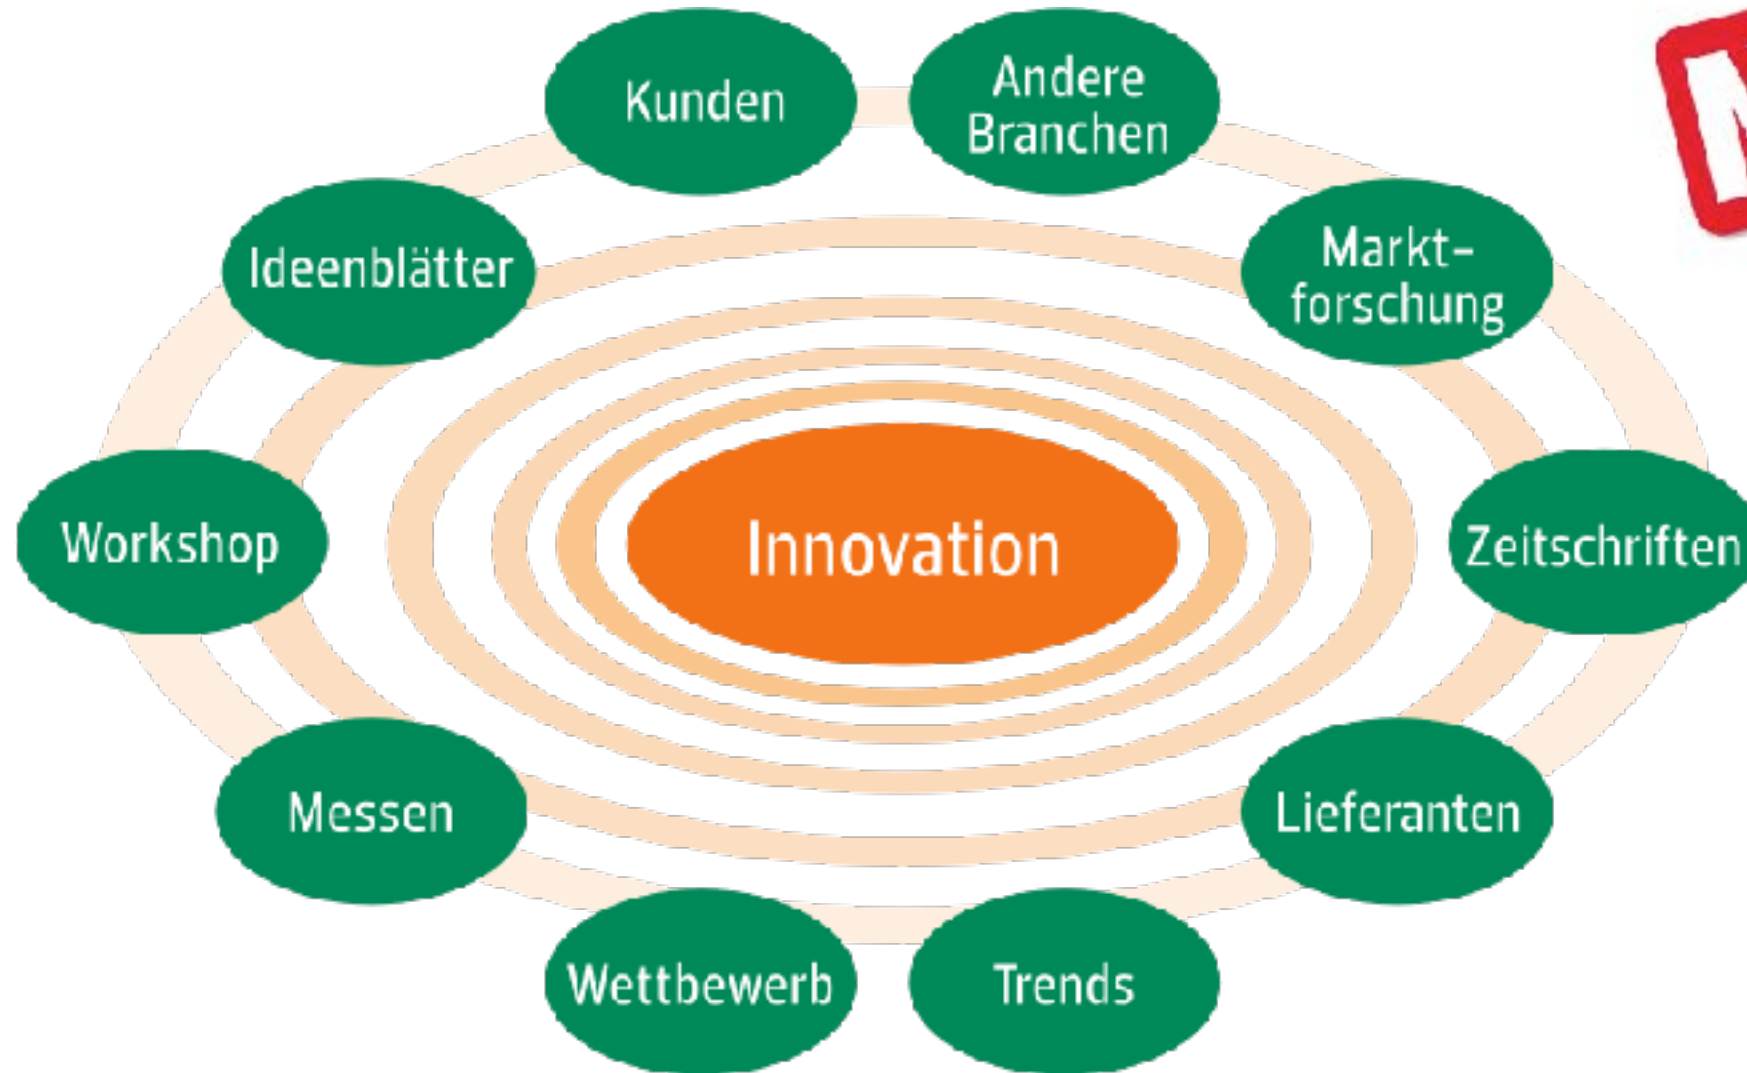 Kunden
Andere
Branchen
Ideenblätter
Markt-
forschung
Workshop
Innovation
Zeitschriften
Messen
Lieferanten
Wettbewerb
Trends